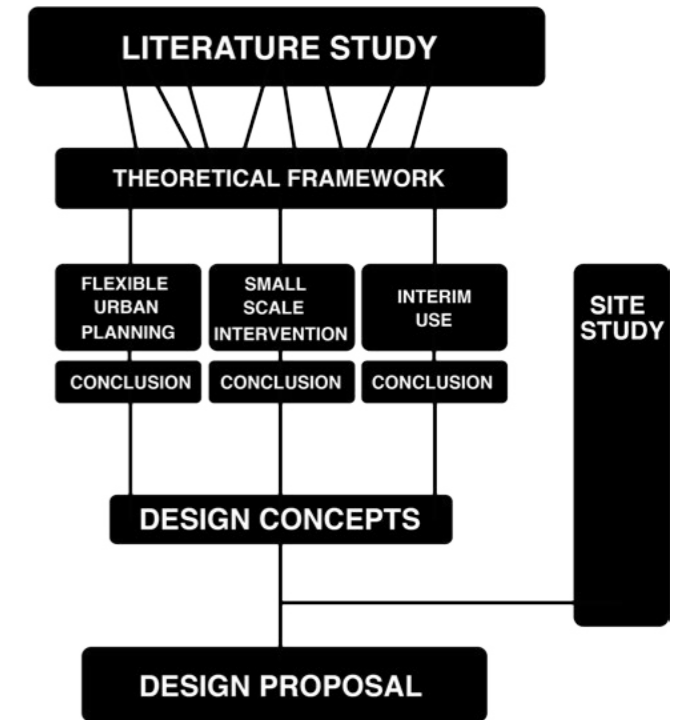 LITERATURE STUDY
THEORETICAL FRAMEWORK
FLEXIBLE
URBAN
PLANNING
SMALL
SCALE
INTERVENTION
INTERIM
USE
SITE
STUDY
CONCLUSION
CONCLUSION
CONCLUSION
DESIGN CONCEPTS
DESIGN PROPOSAL